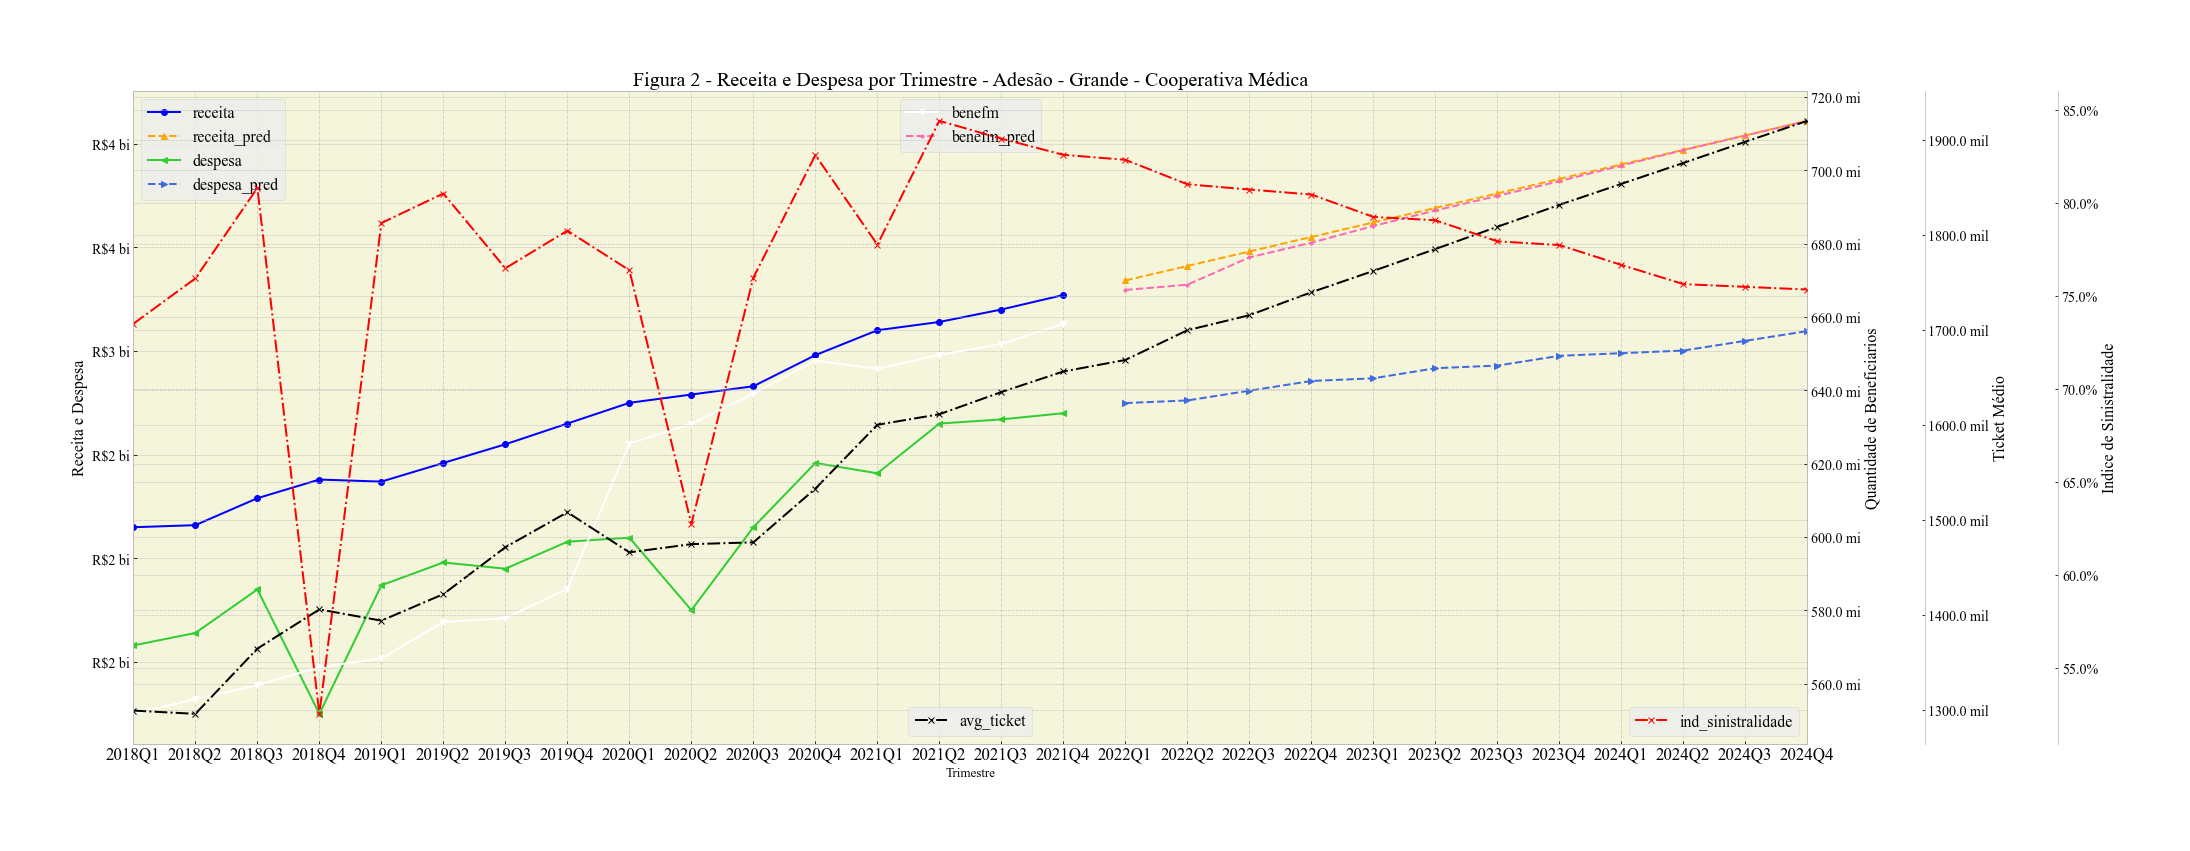 Figura 2 - Receita e Despesa por Trimestre - Adesão - Grande - Cooperativa Médica
receita
receita_pred
despesa
despesa_pred
benefm
benefm_pred
avg_ticket
ind_sinistralidade
Receita e Despesa
R$4 bi
R$4 bi
R$3 bi
R$2 bi
R$2 bi
R$2 bi
720.0 mi
700.0 mi
680.0 mi
660.0 mi
640.0 mi
620.0 mi
600.0 mi
580.0 mi
560.0 mi
Quantidade de Beneficiarios
1900.0 mil
1800.0 mil
1700.0 mil
1600.0 mil
1500.0 mil
1400.0 mil
1300.0 mil
Ticket Médio
85.0%
80.0%
75.0%
70.0%
65.0%
60.0%
55.0%
Indice de Sinistralidade
2018Q1 2018Q2 2018Q3 2018Q4 2019Q1 2019Q2 2019Q3 2019Q4 2020Q1 2020Q2 2020Q3 2020Q4 2021Q1 2021Q2 2021Q3 2021Q4 2022Q1 2022Q2 2022Q3 2022Q4 2023Q1 2023Q2 2023Q3 2023Q4 2024Q1 2024Q2 2024Q3 2024Q4
Trimestre